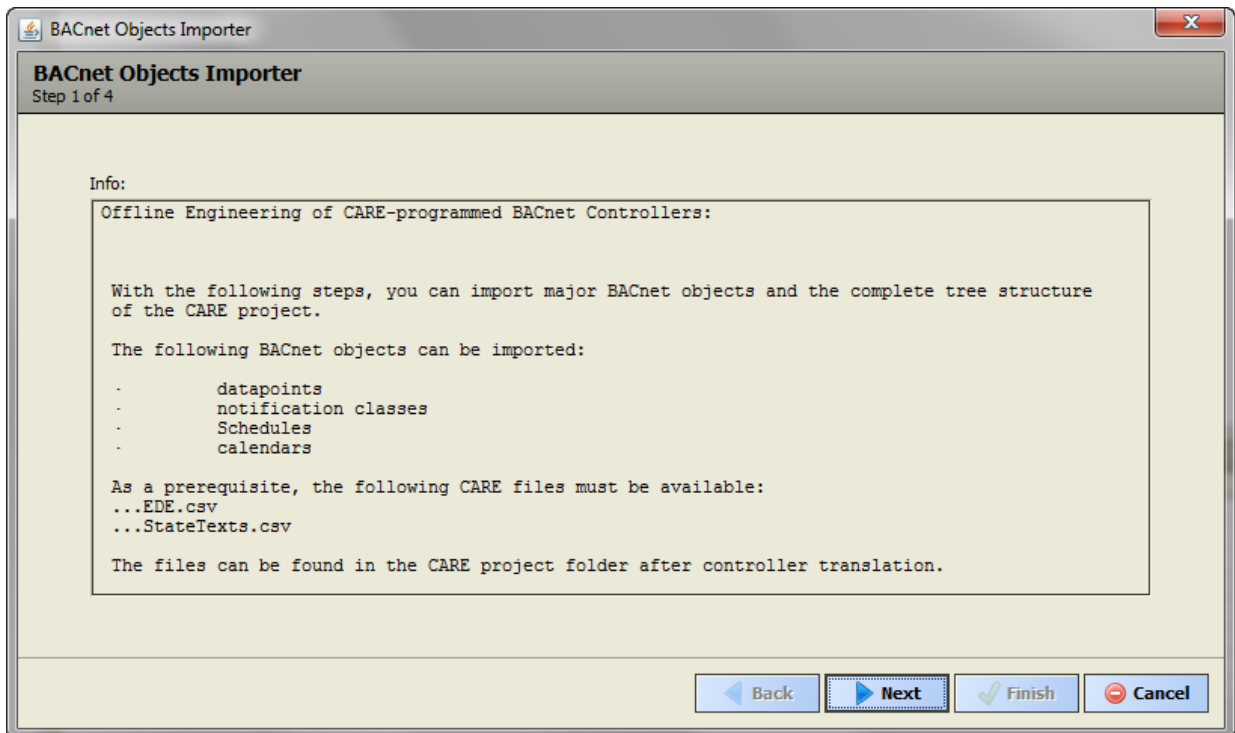 BACnet Objects Importer
X
BACnet Objects Importer
Step 1 of 4
Info:
Offline Engineering of CARE-programmed BACnet Controllers:
With the following steps, you can import major BACnet objects and the complete tree structure
of the CARE project.
The following BACnet objects can be imported:
· datapoints
· notification classes
· Schedules
· calendars
As a prerequisite, the following CARE files must be available:
...EDE.csv
...StateTexts.csv
The files can be found in the CARE project folder after controller translation.
Back Next Finish Cancel